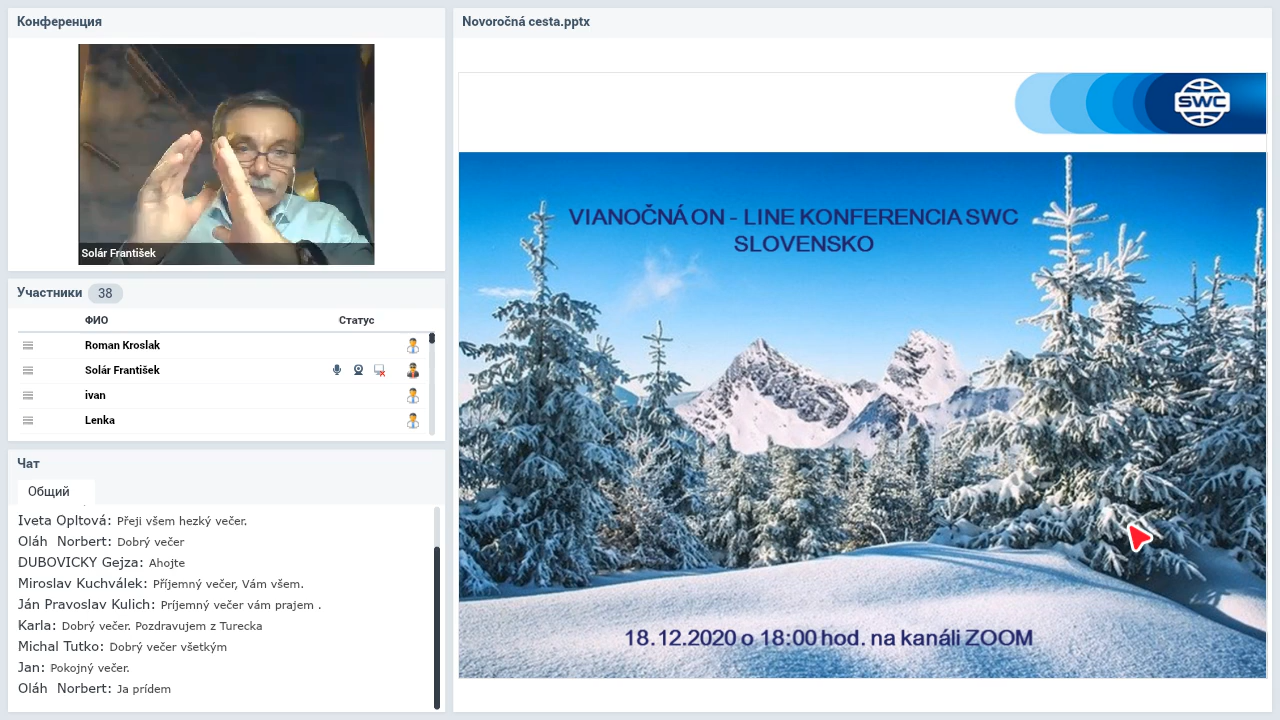 Конференция
Solár František
Участники 38
ФИО Статус
Roman Kroslak
Solár František
ivan
Lenka
Чат
Общий
Iveta Opltová: Přeji všem hezký večer.
Oláh Norbert: Dobrý večer
DUBOVICKY Gejza: Ahojte
Miroslav Kuchválek: Příjemný večer, Vám všem.
Ján Pravoslav Kulich: Príjemný večer vám prajem .
Karla: Dobrý večer. Pozdravujem z Turecka
Michal Tutko: Dobrý večer všetkým
Jan: Pokojný večer.
Oláh Norbert: Ja prídem
Novoročná cesta.pptx
SWC
VIANOČNÁ ON - LINE KONFERENCIA SWC
SLOVENSKO
18.12.2020 o 18:00 hod. na kanáli ZOOM